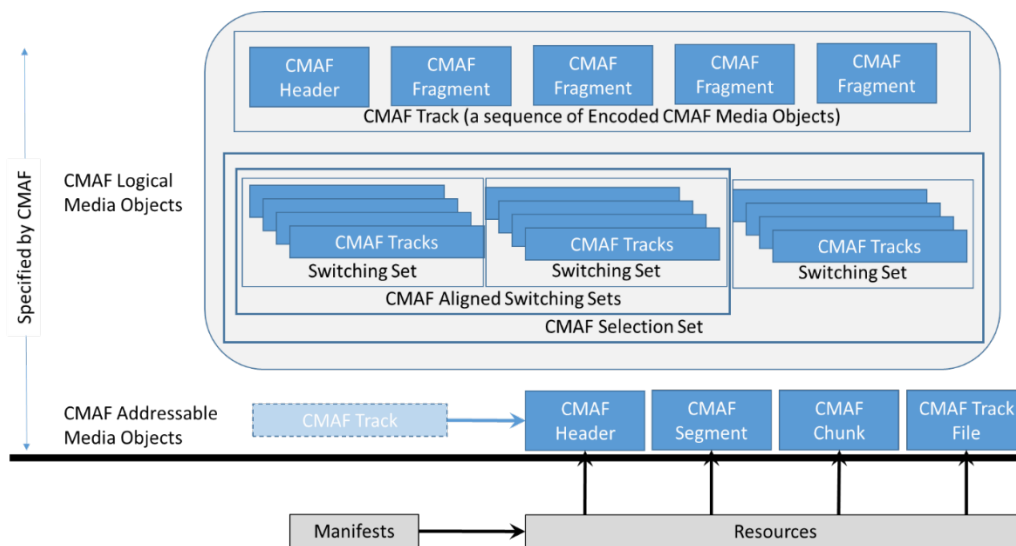 CMAF
Header
CMAF
Fragment
CMAF
Fragment
CMAF
Fragment
CMAF
Fragment
CMAF Track (a sequence of Encoded CMAF Media Objects)
Specified by CMAF
CMAF Logical
Media Objects
CMAF Tracks
Switching Set
CMAF Tracks
Switching Set
CMAF Tracks
Switching Set
CMAF Aligned Switching Sets
CMAF Selection Set
CMAF Addressable
Media Objects
CMAF Track
CMAF
Header
CMAF
Segment
CMAF
Chunk
CMAF Track
File
Manifests
Resources